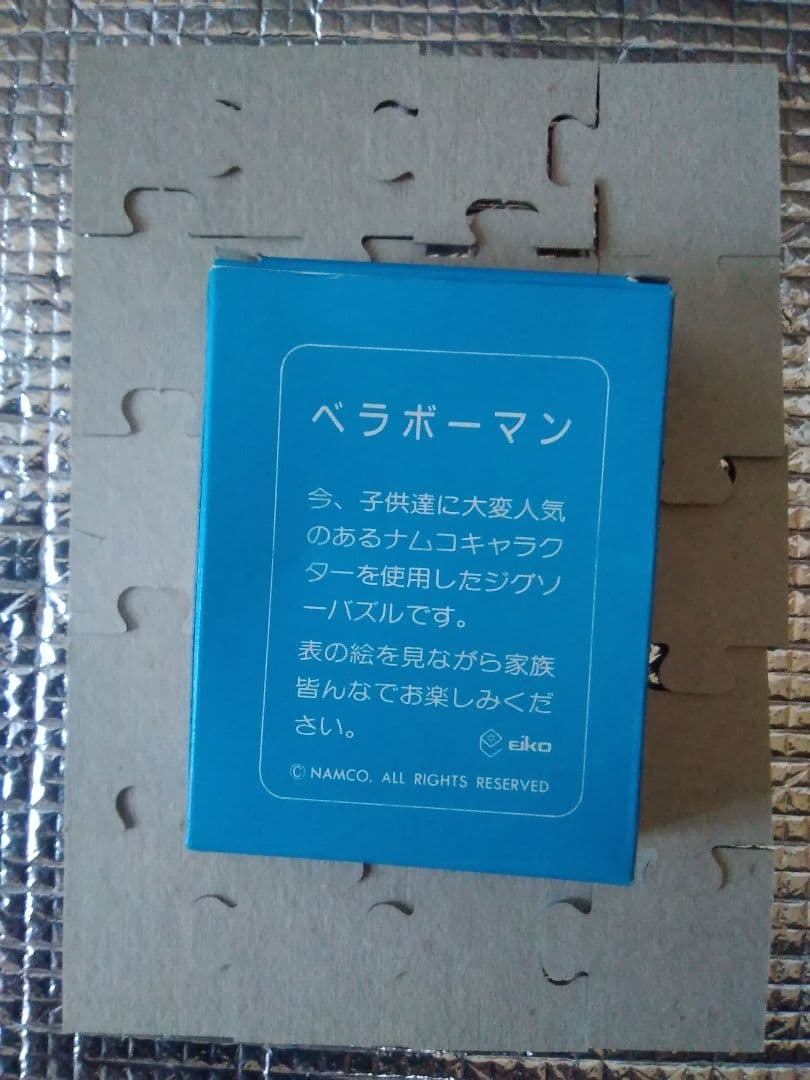 ベラボーマン
今、子供達に大変人気
のあるナムコキャラク
ターを使用したジグソ
ーパズルです。
表の絵を見ながら家族
皆んなでお楽しみくだ
さい。
Eiko
© NAMCO, ALL RIGHTS RESERVED